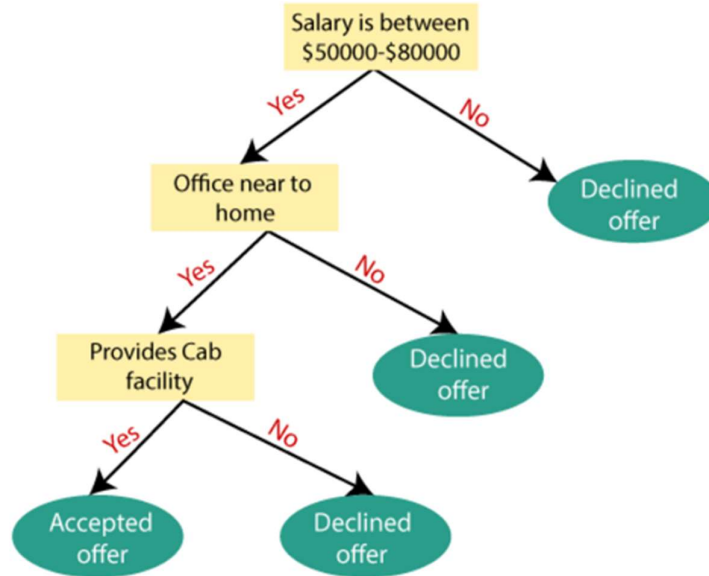 Salary is between
$50000-$80000
Yes
No
Office near to
home
Declined
offer
Yes
No
Provides Cab
facility
Declined
offer
Yes
No
Accepted
offer
Declined
offer